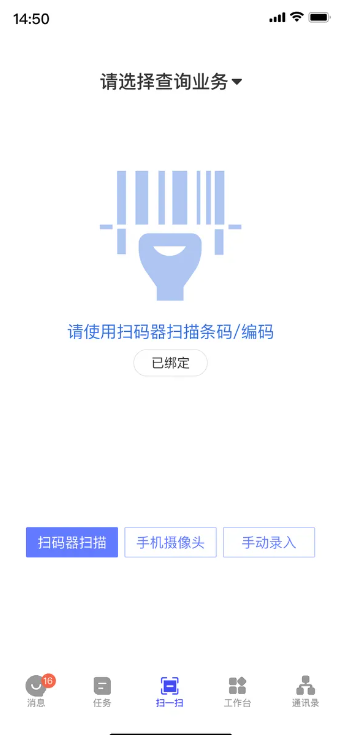 14:50
请选择查询业务
请使用扫码器扫描条码/编码
已绑定
扫码器扫描 手机摄像头 手动录入
16
消息 任务 扫一扫 工作台 通讯录